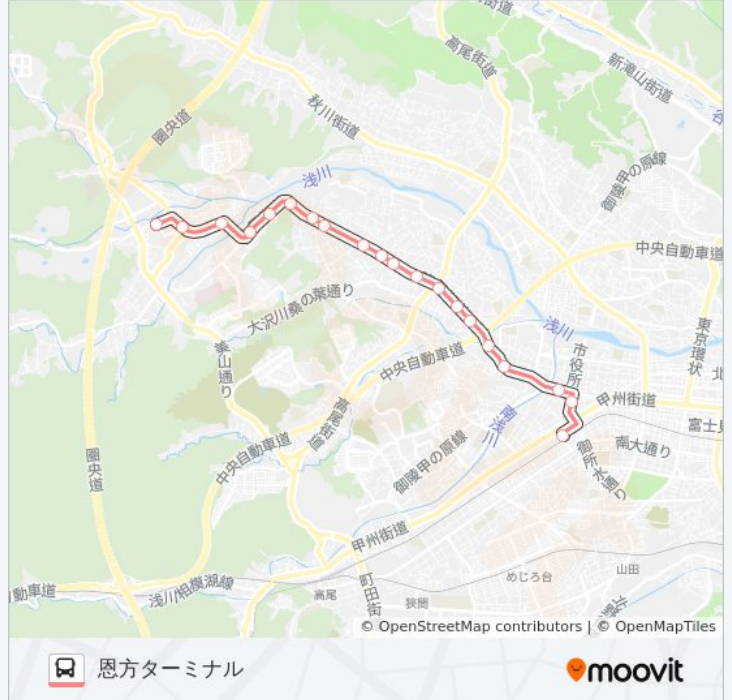 街道
高尾街道
新滝山街道
谷
圏央道
秋川街道
浅川
御陵甲の原線
中央自動車道
大沢川桑の葉通り
浅川
東京環状
市役所
美山通り
中央自動車道
北
甲州街道
高尾街道
南浅川
富士見
南大通り
御所水通り
中央自動車道
御陵甲の原線
圏央道
甲州街道
めじろ台
山田
動車道
浅川相模湖線
高尾
町田街
狭間
北
© OpenStreetMap contributors | © OpenMapTiles
恩方ターミナル
moovit